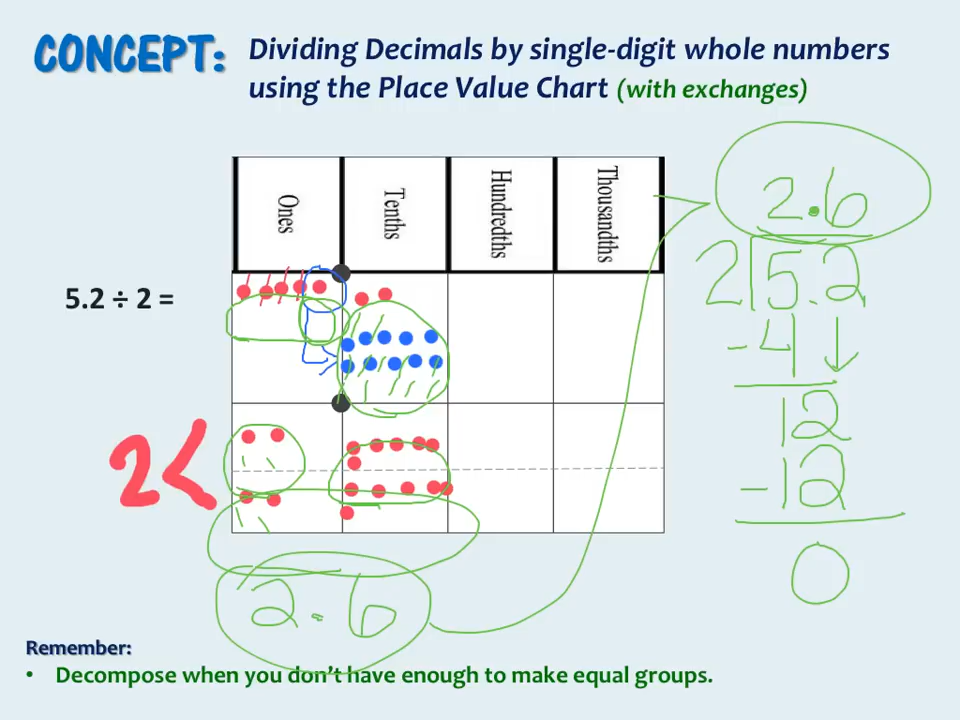 CONCEPT:
Dividing Decimals by single-digit whole numbers
using the Place Value Chart (with exchanges)
Ones
Tenths
Hundredths
Thousandths
5.2 ÷ 2 =
2.6
2 5.2
-4
12
-12
0
2<
2.6
Remember:
• Decompose when you don't have enough to make equal groups.